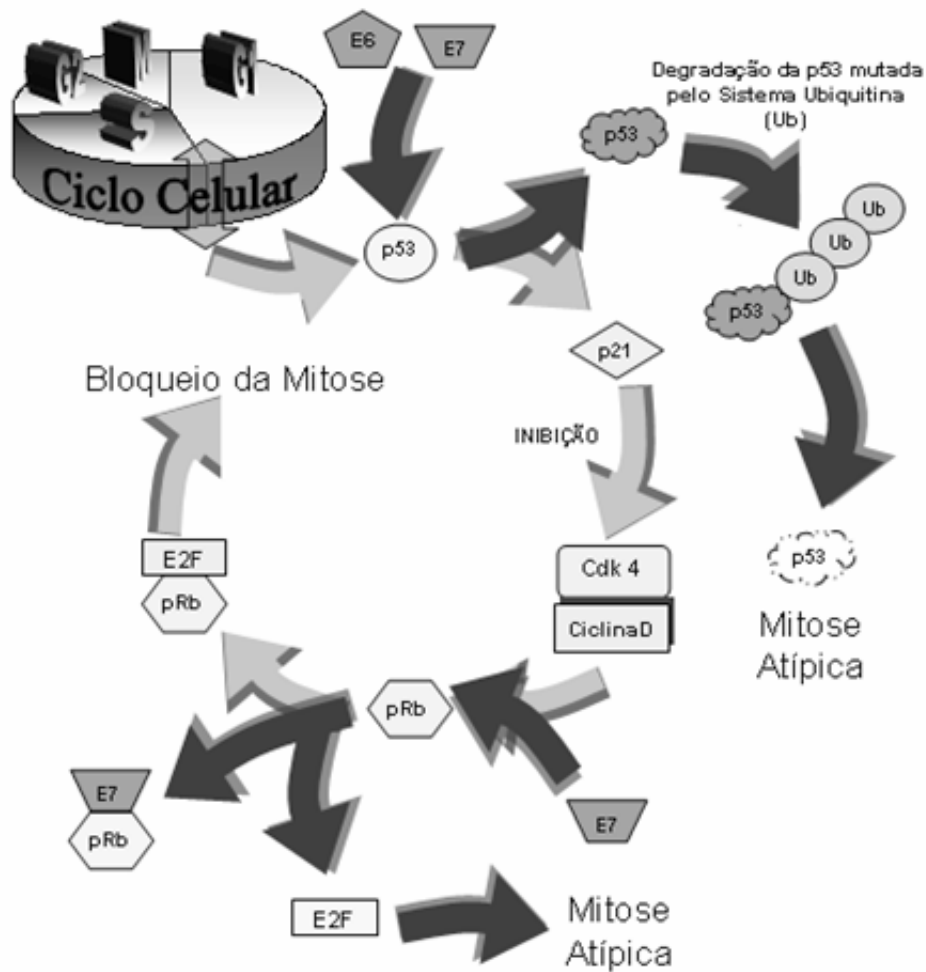 G2
M
G1
S
Ciclo Celular
E6
E7
Degradação da p53 mutada
pelo Sistema Ubiquitina
(Ub)
p53
p53
Ub
Ub
Ub
p53
p21
Bloqueio da Mitose
INIBIÇÃO
E2F
pRb
Cdk 4
CiclinaD
p53
Mitose
Atípica
pRb
E7
pRb
E7
E2F
Mitose
Atípica